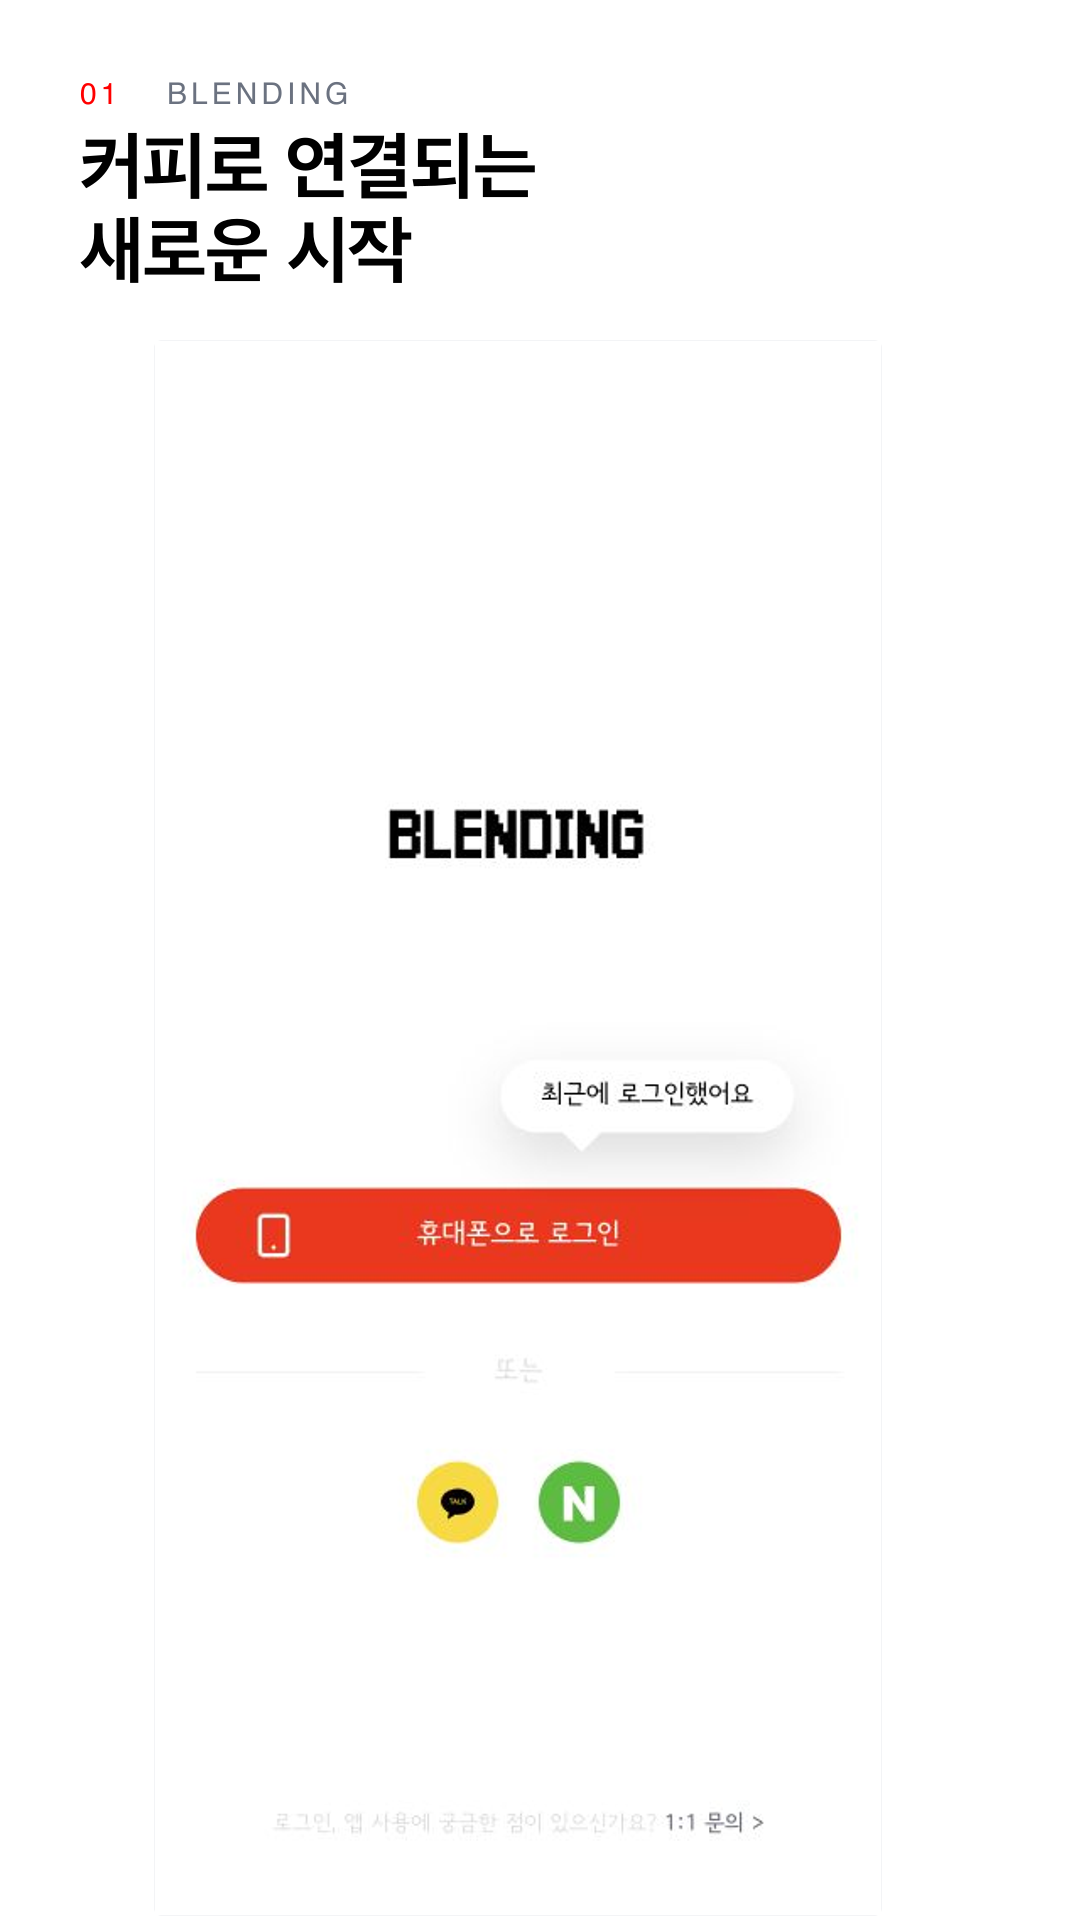 01 BLENDING
커피로 연결되는
새로운 시작
BLENDING
최근에 로그인했어요
휴대폰으로 로그인
또는
TALK N
로그인, 앱 사용에 궁금한 점이 있으신가요? 1:1 문의 >